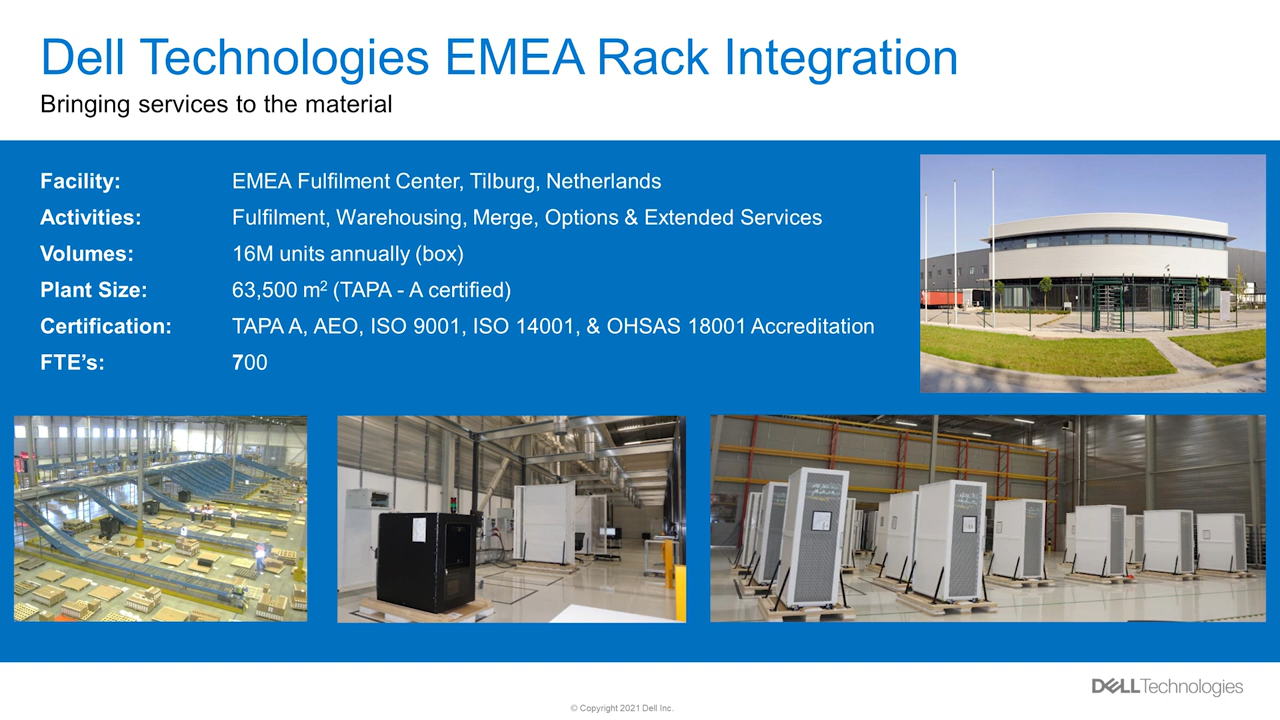 Dell Technologies EMEA Rack Integration
Bringing services to the material
Facility: EMEA Fulfilment Center, Tilburg, Netherlands
Activities: Fulfilment, Warehousing, Merge, Options & Extended Services
Volumes: 16M units annually (box)
Plant Size: 63,500 m² (TAPA - A certified)
Certification: TAPA A, AEO, ISO 9001, ISO 14001, & OHSAS 18001 Accreditation
FTE’s: 700
DELLTechnologies
© Copyright 2021 Dell Inc.